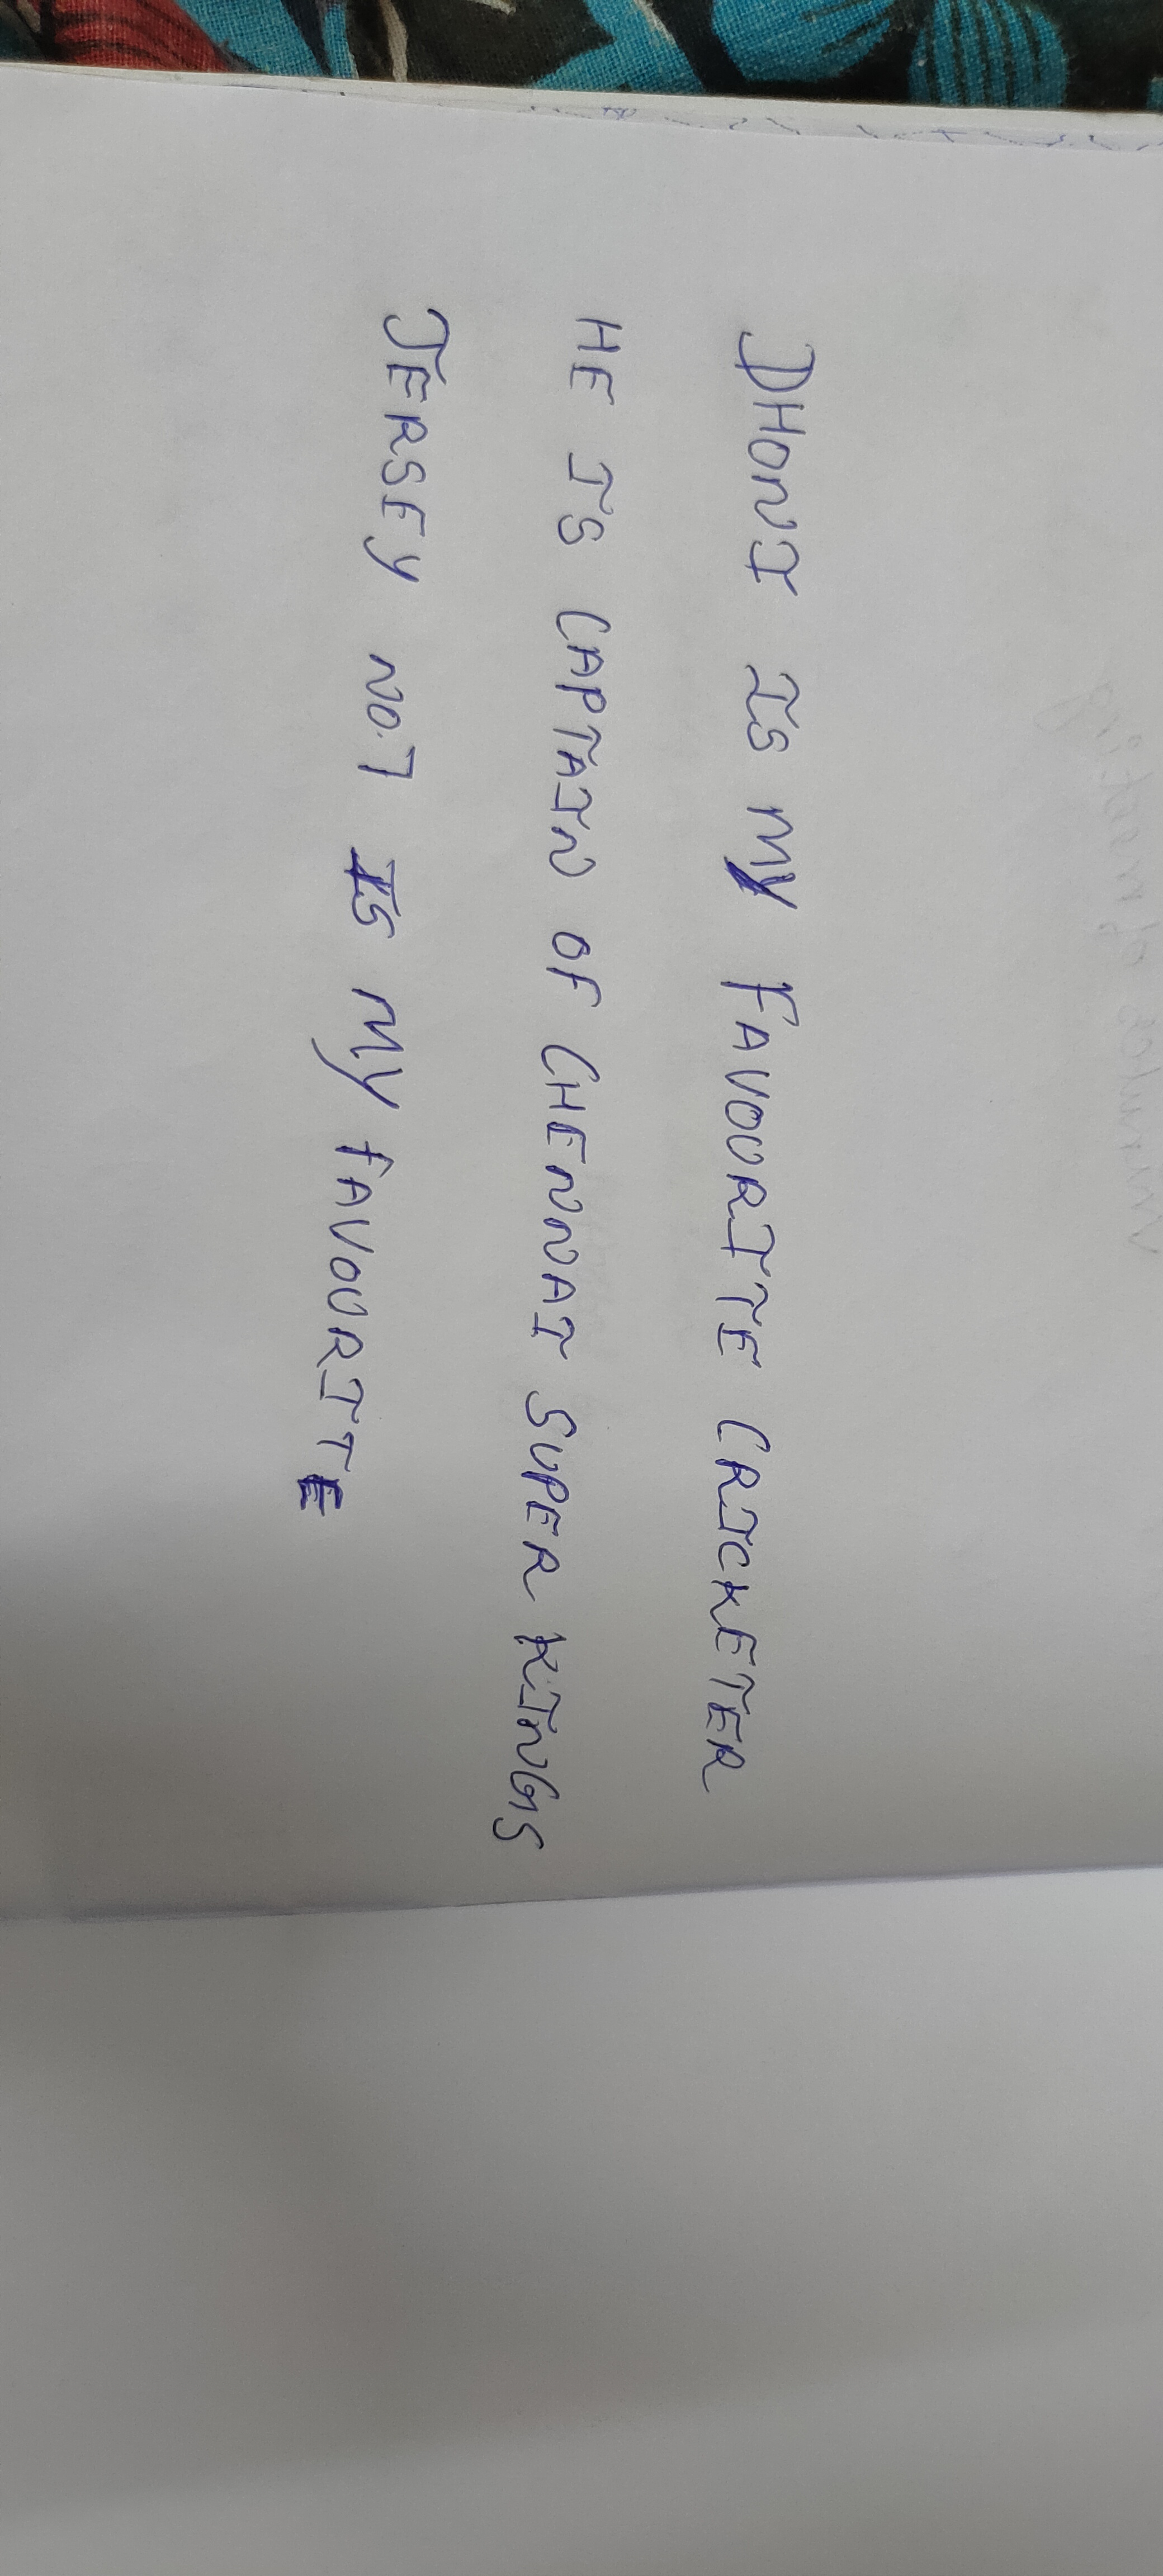 DHONI IS MY FAVOURITE CRICKETER
HE IS CAPTAIN OF CHENNAI SUPER KINGS
JERSEY NO.7 IS MY FAVOURITE